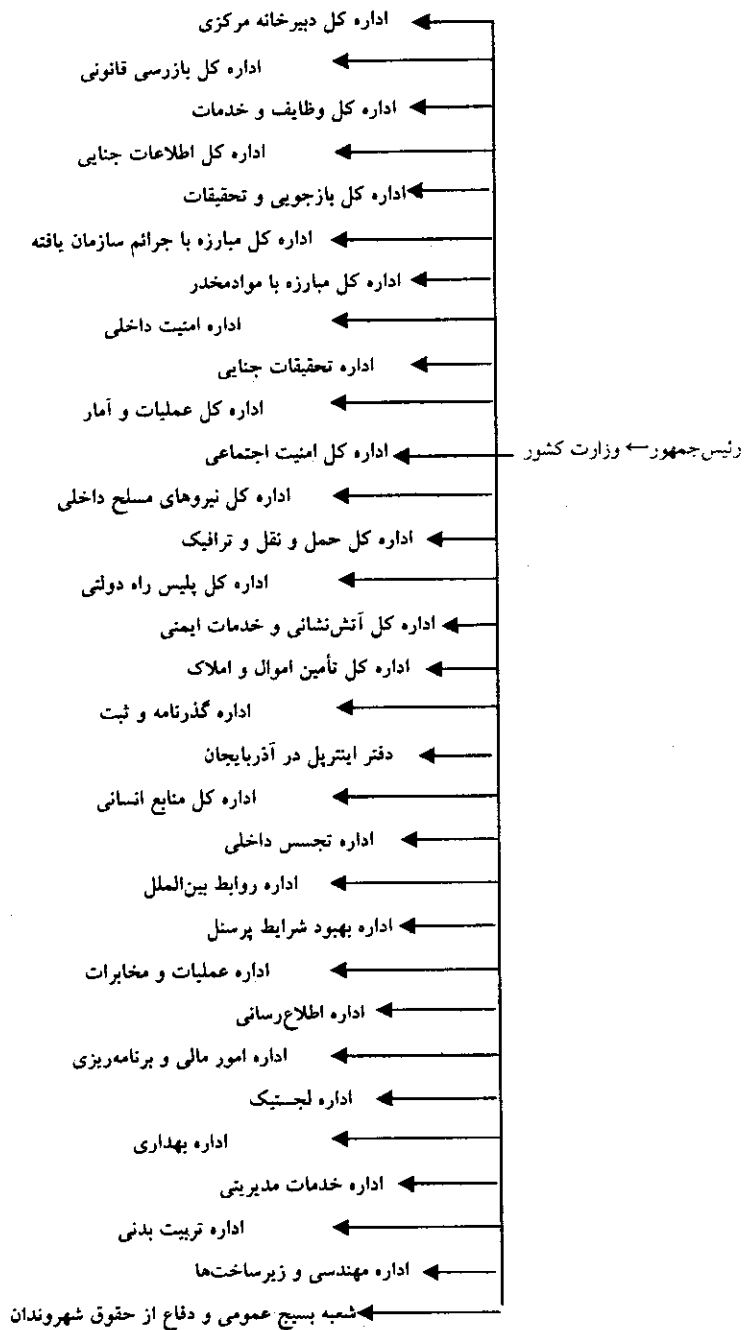 اداره کل دبیرخانه مرکزی
اداره کل بازرسی قانونی
اداره کل وظایف و خدمات
اداره کل اطلاعات جنایی
اداره کل بازجویی و تحقیقات
اداره کل مبارزه با جرائم سازمان یافته
اداره کل مبارزه با موادمخدر
اداره امنیت داخلی
اداره تحقیقات جنایی
اداره کل عملیات و آمار
رئیس‌جمهور← وزارت کشور
اداره کل امنیت اجتماعی
اداره کل نیروهای مسلح داخلی
اداره کل حمل و نقل و ترافیک
اداره کل پلیس راه دولتی
اداره کل آتش‌نشانی و خدمات ایمنی
اداره کل تأمین اموال و املاک
اداره گذرنامه و ثبت
دفتر اینترپل در آذربایجان
اداره کل منابع انسانی
اداره تجسس داخلی
اداره روابط بین‌الملل
اداره بهبود شرایط پرسنل
اداره عملیات و مخابرات
اداره اطلاع‌رسانی
اداره امور مالی و برنامه‌ریزی
اداره لجستیک
اداره بهداری
اداره خدمات مدیریتی
اداره تربیت بدنی
اداره مهندسی و زیرساخت‌ها
شعبه بسیج عمومی و دفاع از حقوق شهروندان